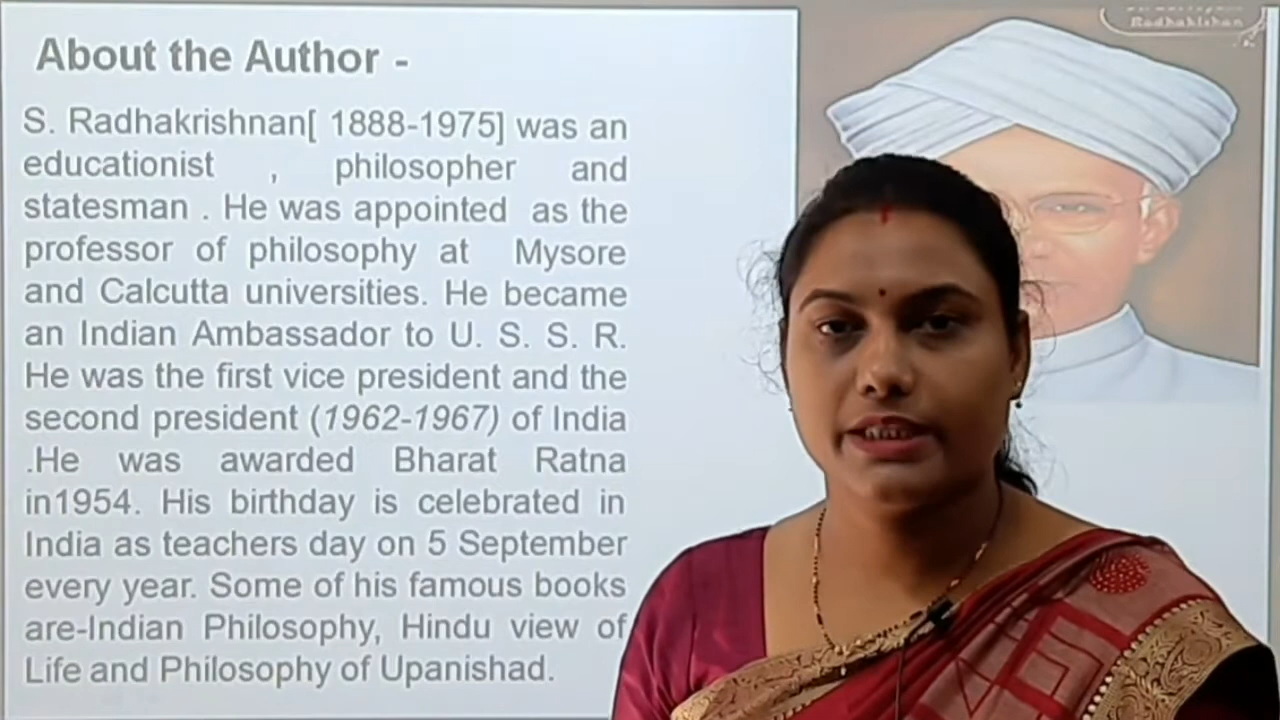 Radhakrishan
About the Author -
S. Radhakrishnan[ 1888-1975] was an
educationist , philosopher and
statesman . He was appointed as the
professor of philosophy at Mysore
and Calcutta universities. He became
an Indian Ambassador to U. S. S. R.
He was the first vice president and the
second president (1962-1967) of India
.He was awarded Bharat Ratna
in1954. His birthday is celebrated in
India as teachers day on 5 September
every year. Some of his famous books
are-Indian Philosophy, Hindu view of
Life and Philosophy of Upanishad.